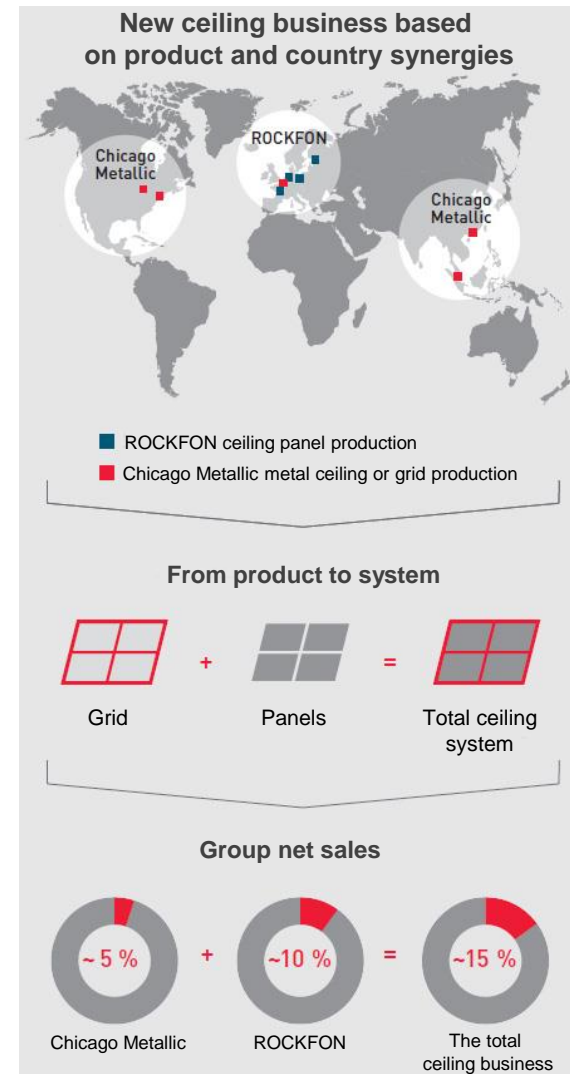 New ceiling business based
on product and country synergies
ROCKFON
Chicago
Metallic
Chicago
Metallic
ROCKFON ceiling panel production
Chicago Metallic metal ceiling or grid production
From product to system
+
=
Grid
Panels
Total ceiling
system
Group net sales
~ 5 %
+
~10 %
=
~15 %
Chicago Metallic
ROCKFON
The total
ceiling business